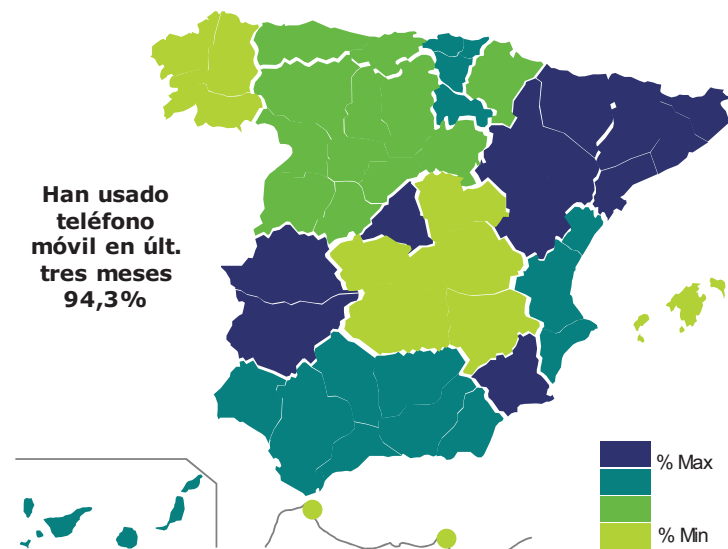 Han usado
teléfono
móvil en últ.
tres meses
94,3%
% Max
% Min